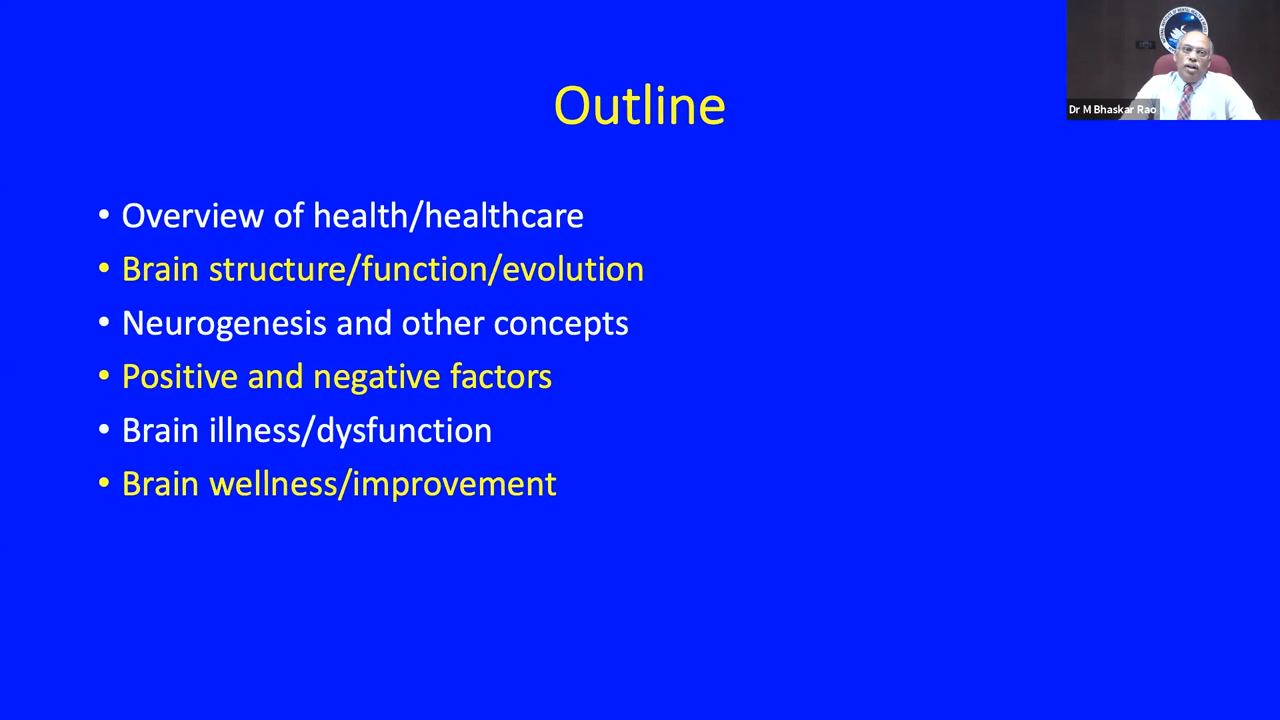 Outline
• Overview of health/healthcare
• Brain structure/function/evolution
• Neurogenesis and other concepts
• Positive and negative factors
• Brain illness/dysfunction
• Brain wellness/improvement
Dr M Bhaskar Rao